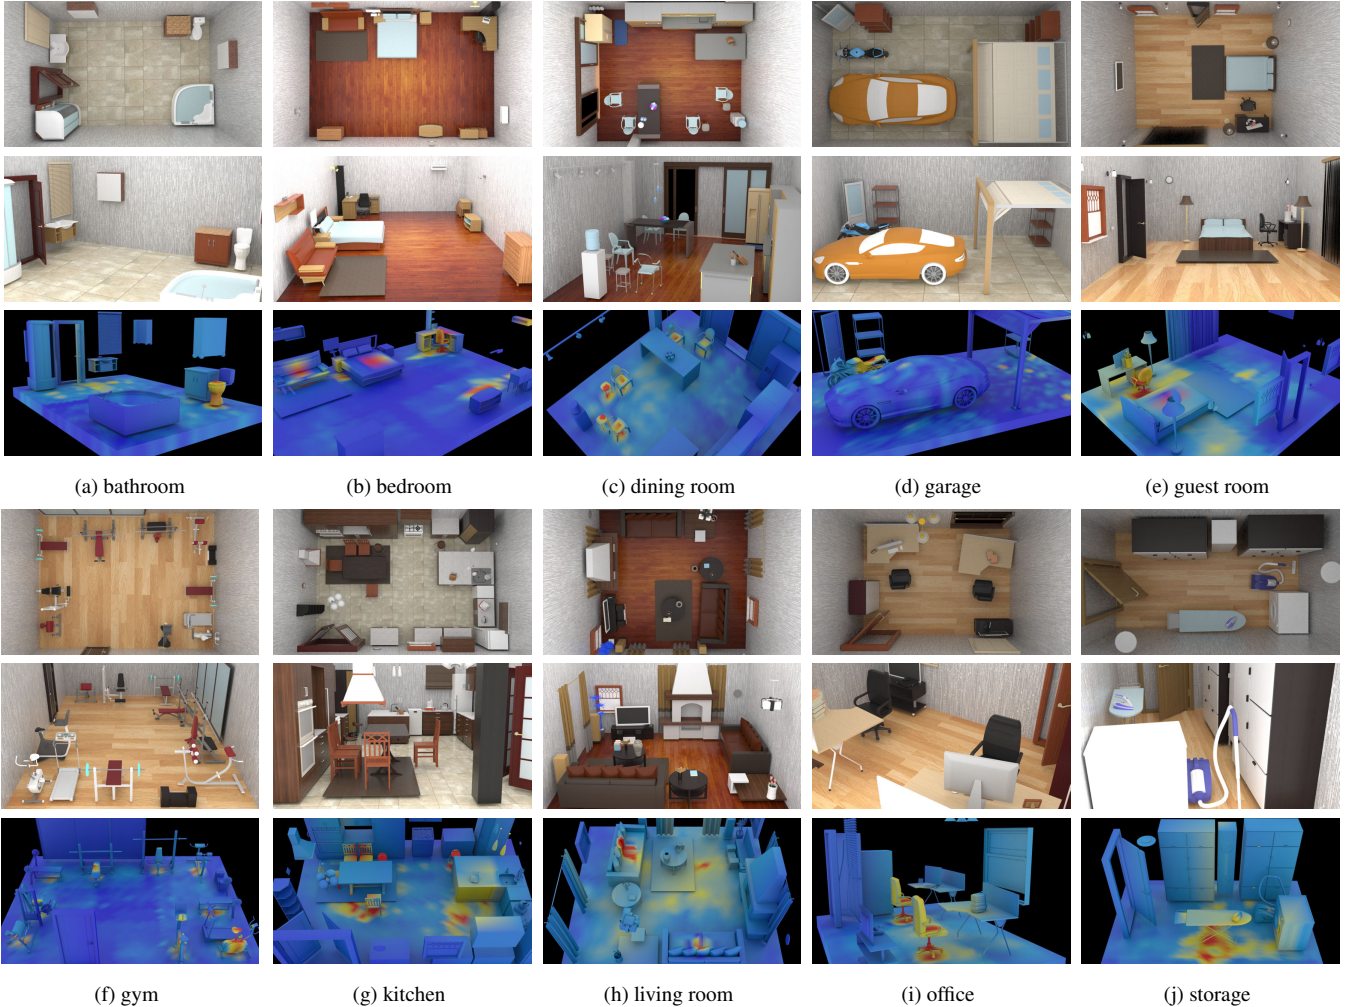 (a) bathroom
(b) bedroom
(c) dining room
(d) garage
(e) guest room
(f) gym
(g) kitchen
(h) living room
(i) office
(j) storage